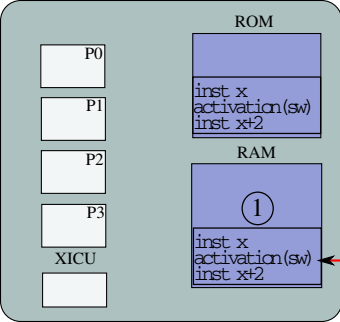 P0
P1
P2
P3
XICU
ROM
inst x
activation(sw)
inst x+2
RAM
1
inst x
activation(sw)
inst x+2